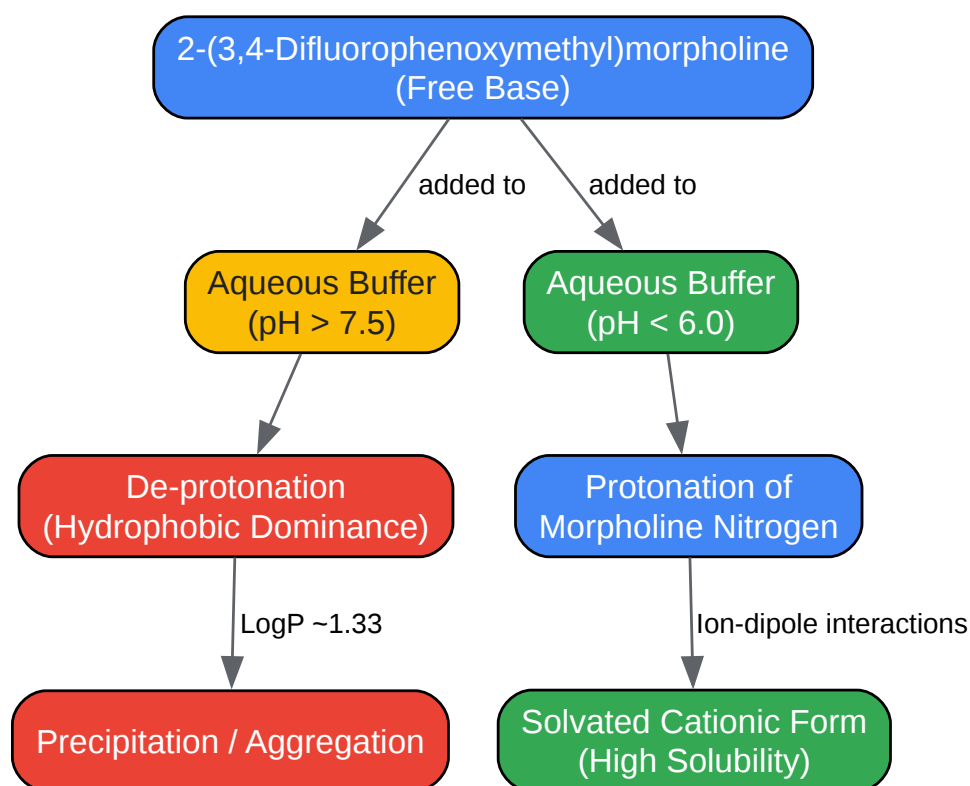 2-(3,4-Difluorophenoxymethyl)morpholine
(Free Base)
added to
added to
Aqueous Buffer
(pH > 7.5)
Aqueous Buffer
(pH < 6.0)
De-protonation
(Hydrophobic Dominance)
Protonation of
Morpholine Nitrogen
LogP ~1.33
Ion-dipole interactions
Precipitation / Aggregation
Solvated Cationic Form
(High Solubility)